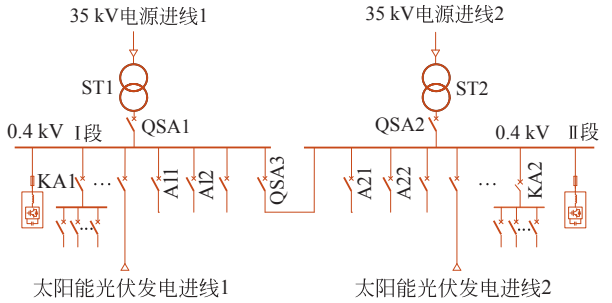 35 kV电源进线1
35 kV电源进线2
ST1
ST2
QSA1
QSA2
0.4 kV
I段
0.4 kV
II段
KA1
...
A11
A12
QSA3
A21
A22
...
KA2
...
...
太阳能光伏发电进线1
太阳能光伏发电进线2